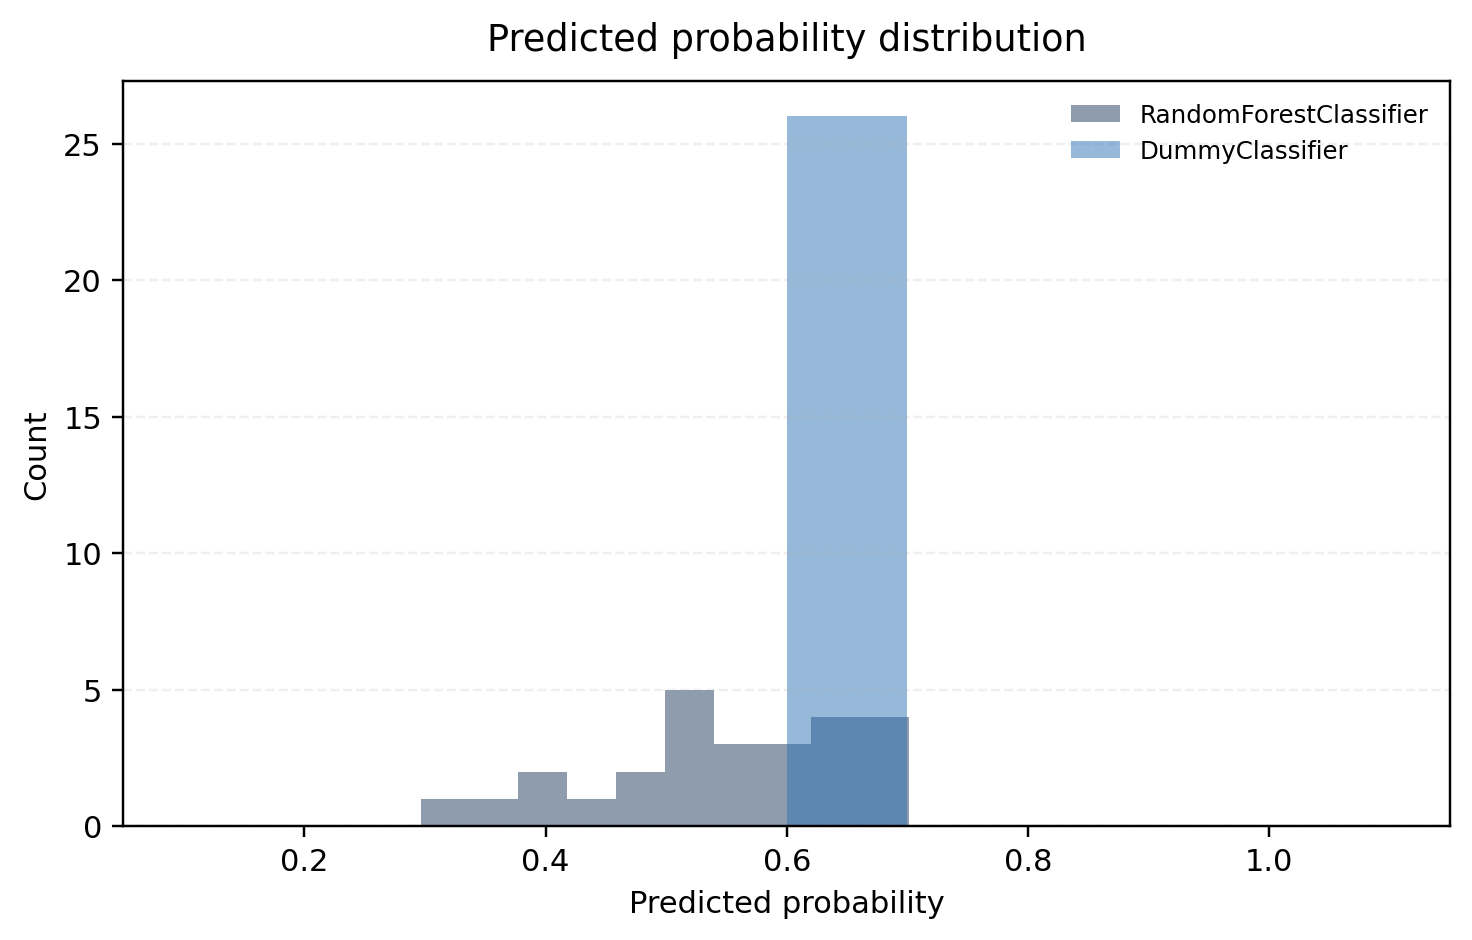 Predicted probability distribution
RandomForestClassifier
DummyClassifier
25
20
15
10
5
0
Count
0.2 0.4 0.6 0.8 1.0
Predicted probability